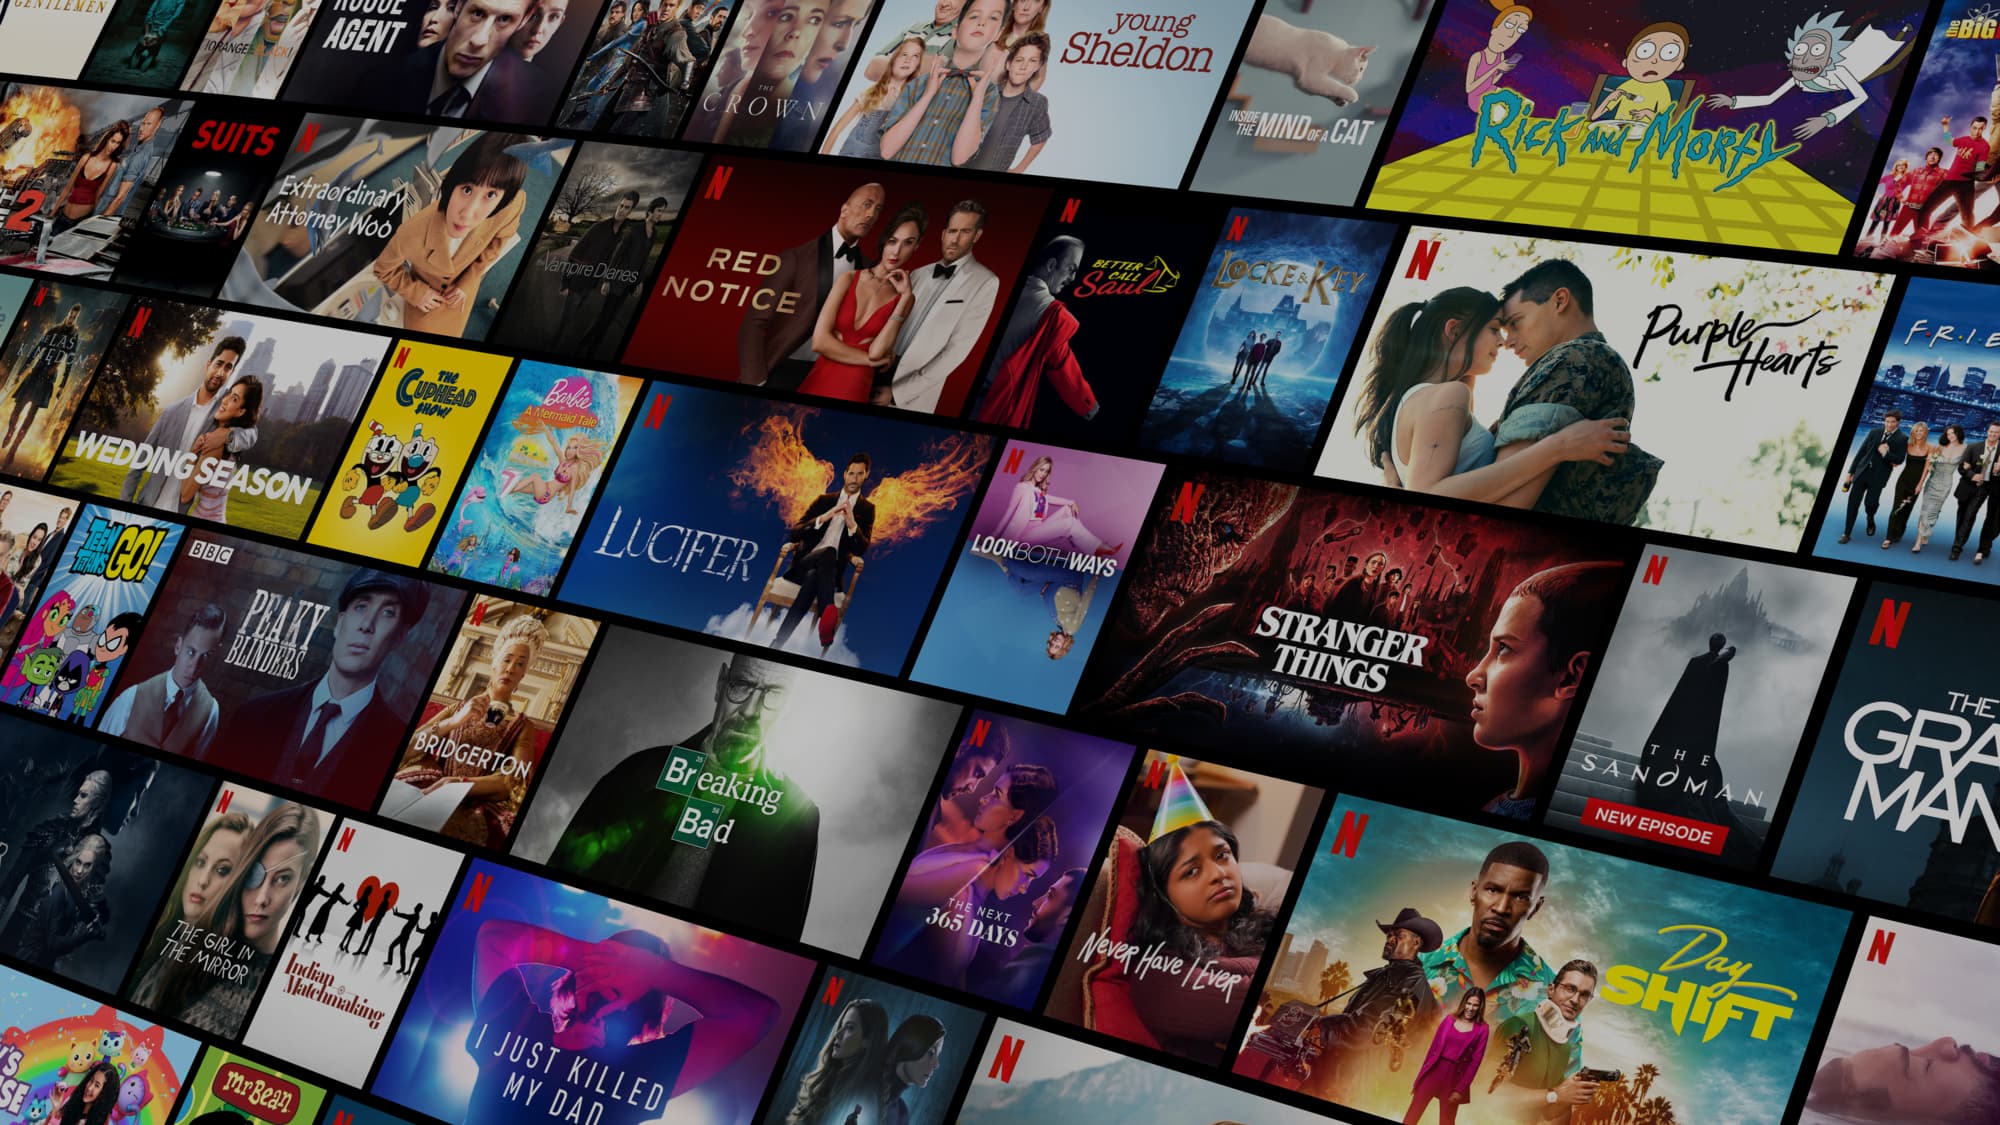 GENTLEMEN
AGENT
THE
CROWN
young
Sheldon
INSIDE
THE MIND OF A CAT
RICK AND MORTY
the BiG
2
SUITS
N
Extraordinary
Attorney Woo
Vampire Diaries
N
RED
NOTICE
N
BETTER
CALL
Saul
N
LOCKE & KEY
N
Purple
Hearts
F·R·I·E
N
KINGDOM
N
WEDDING SEASON
N
THE
CUPHEAD
SHOW!
Barbie
A Mermaid Tale
N
LUCIFER
N
LOOK BOTH WAYS
N
STRANGER
THINGS
N
THE
SANDMAN
NEW EPISODE
N
THE
GRA
MAN
TEEN
TITANS GO!
BBC
PEAKY
BLINDERS
N
BRIDGERTON
35
Breaking
56
Bad
N
THE NEXT
365 DAYS
N
Never Have I Ever
N
Day
SHIFT
N
N
THE GIRL IN
THE MIRROR
N
Indian
Matchmaking
N
I JUST KILLED
MY DAD
N
N
MR BEAN
N